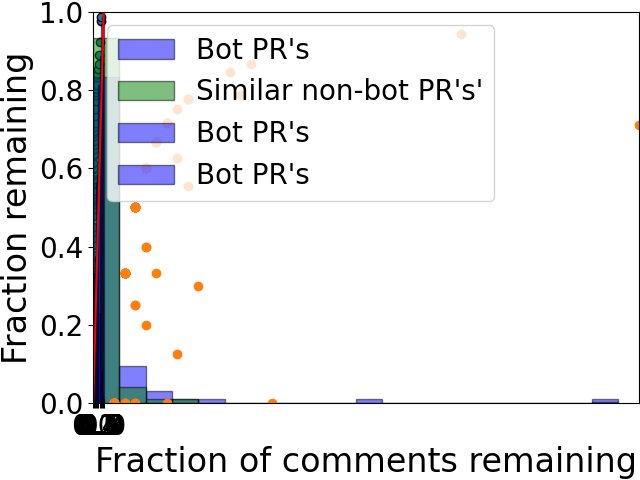 Fraction remaining
1.0
0.8
0.6
0.4
0.2
0.0
Bot PR's
Similar non-bot PR's'
Bot PR's
Bot PR's
Fraction of comments remaining